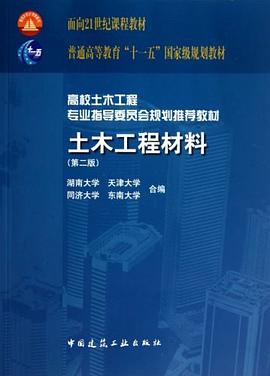 面向21世纪课程教材
普通高等教育“十一五”国家级规划教材
十一五
高校土木工程
专业指导委员会规划推荐教材
土木工程材料
(第二版)
湖南大学 天津大学
同济大学 东南大学
合编
中国建筑工业出版社